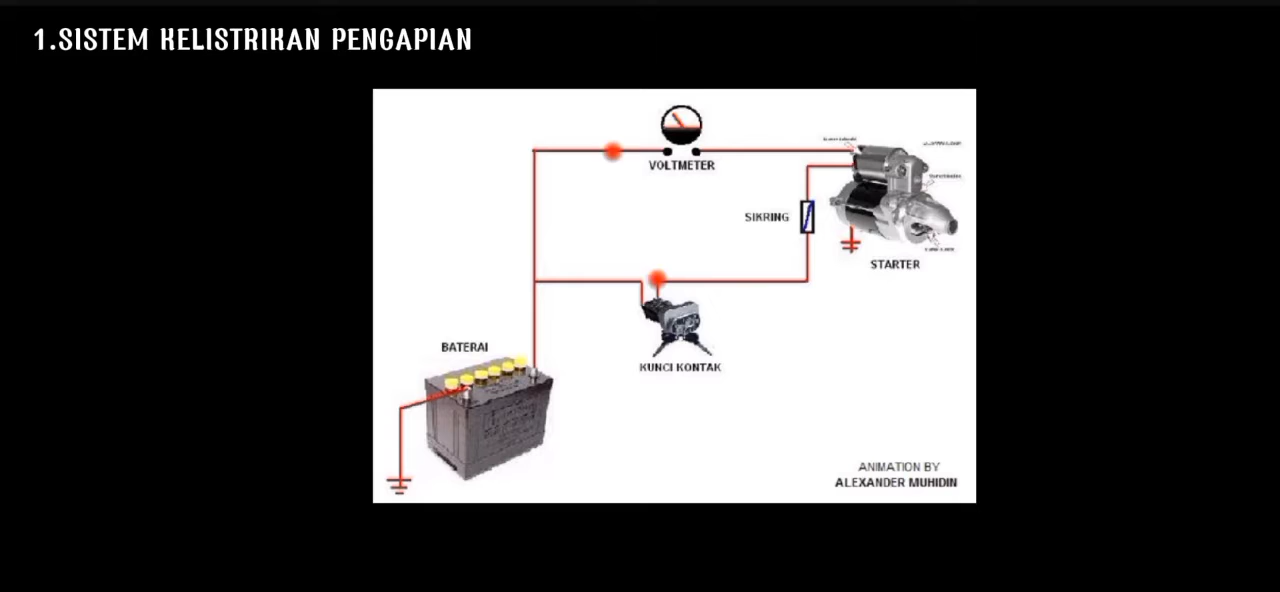 1.SISTEM KELISTRIKAN PENGAPIAN
VOLTMETER
SIKRING
STARTER
BATERAI
KUNCI KONTAK
ANIMATION BY
ALEXANDER MUHIDIN